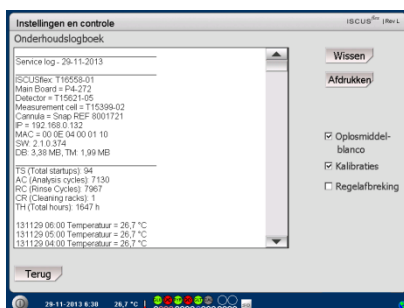 Instellingen en controle
ISCUSflex | Rev L
Onderhoudslogboek
Service log - 29-11-2013
ISCUSflex: T16558-01
Main Board = P4-272
Detector = T15621-05
Measurement cell = T15399-02
Cannula = Snap REF 8001721
IP = 192.168.0.132
MAC = 00 0E 04 00 01 10
SW: 2.1.0.374
DB: 3,38 MB, TM: 1,99 MB
TS (Total startups): 94
AC (Analysis cycles): 7130
RC (Rinse Cycles): 7967
CR (Cleaning racks): 1
TH (Total hours): 1647 h
131129 06:00 Temperatuur = 26,7 °C
131129 05:00 Temperatuur = 26,7 °C
131129 04:00 Temperatuur = 26,7 °C
Wissen
Afdrukken
Oplosmiddel-
blanco
Kalibraties
Regelafbreking
Terug
29-11-2013 6:30 26,7 °C